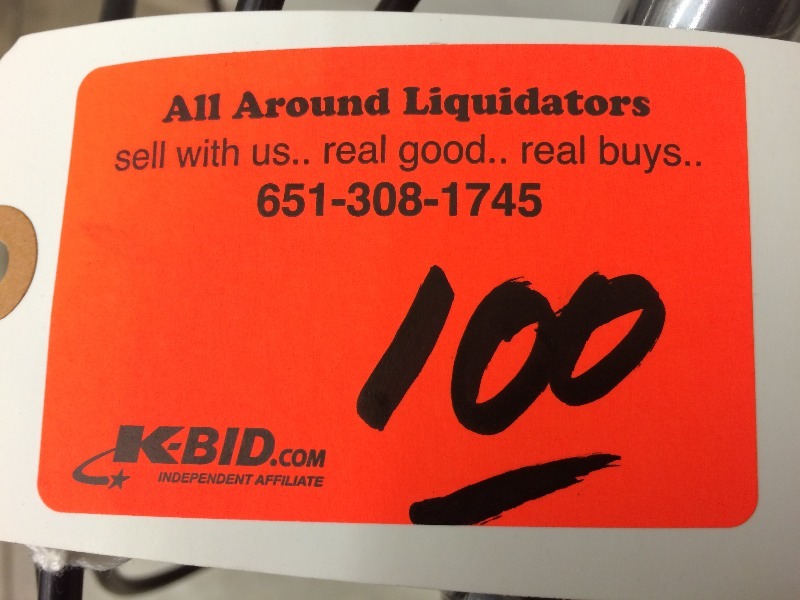 All Around Liquidators
sell with us.. real good.. real buys..
651-308-1745
100
K-BID.COM
INDEPENDENT AFFILIATE